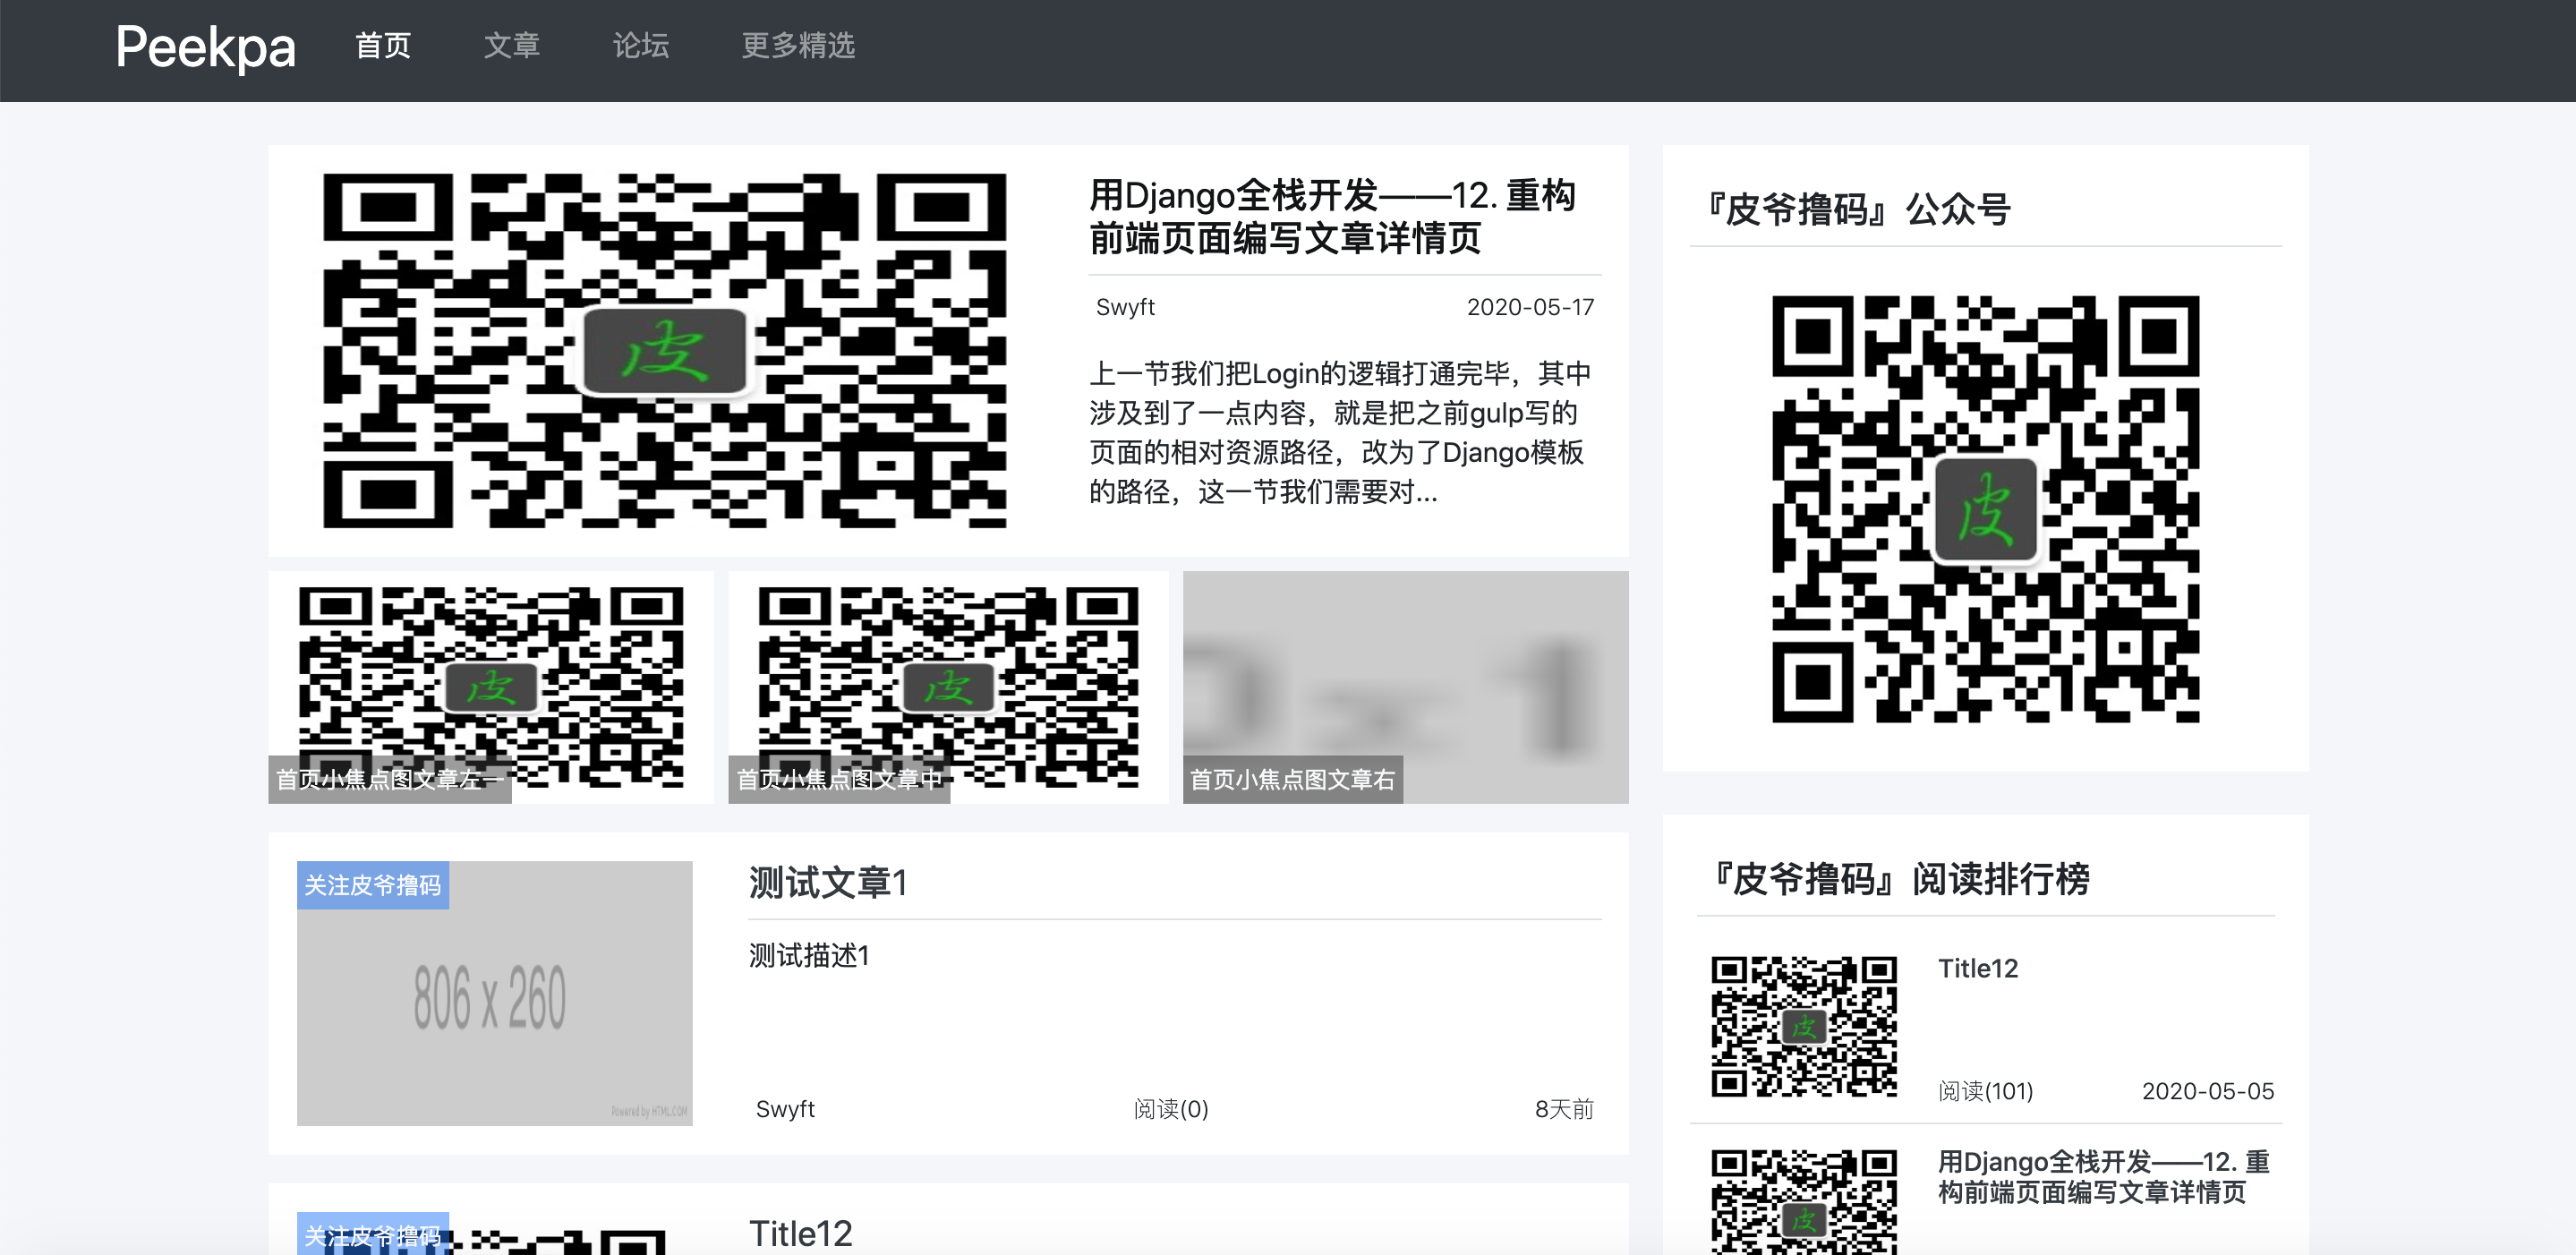 Peekpa 首页 文章 论坛 更多精选
用Django全栈开发——12. 重构
前端页面编写文章详情页
Swyft 2020-05-17
上一节我们把Login的逻辑打通完毕，其中
涉及到了一点内容，就是把之前gulp写的
页面的相对资源路径，改为了Django模板
的路径，这一节我们需要对...
皮
首页小焦点图文章左一
皮
首页小焦点图文章中
皮
首页小焦点图文章右
关注皮爷撸码
806 x 260
Powered by HTML.COM
测试文章1
测试描述1
Swyft 阅读(0) 8天前
关注皮爷撸码
Title12
『皮爷撸码』公众号
皮
『皮爷撸码』阅读排行榜
皮
Title12
阅读(101) 2020-05-05
皮
用Django全栈开发——12. 重
构前端页面编写文章详情页